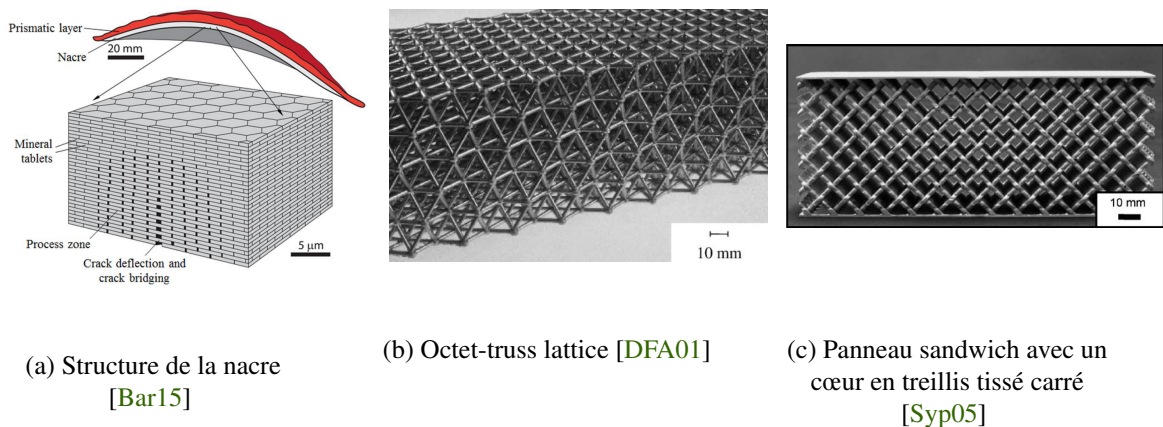 Prismatic layer
20 mm
Nacre
Mineral
tablets
Process zone
5 µm
Crack deflection and
crack bridging
10 mm
10 mm
(a) Structure de la nacre
[Bar15]
(b) Octet-truss lattice [DFA01]
(c) Panneau sandwich avec un
cœur en treillis tissé carré
[Syp05]